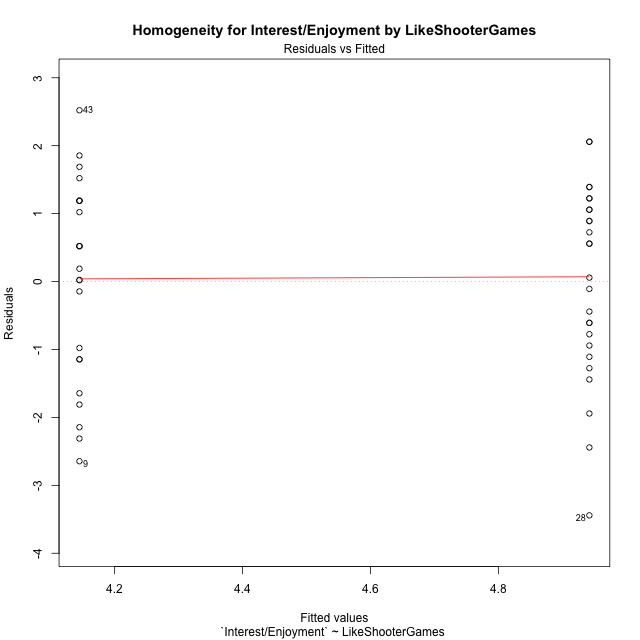 Homogeneity for Interest/Enjoyment by LikeShooterGames
Residuals vs Fitted
3
2
1
0
-1
-2
-3
-4
Residuals
43
9
28
4.2 4.4 4.6 4.8
Fitted values
`Interest/Enjoyment` ~ LikeShooterGames